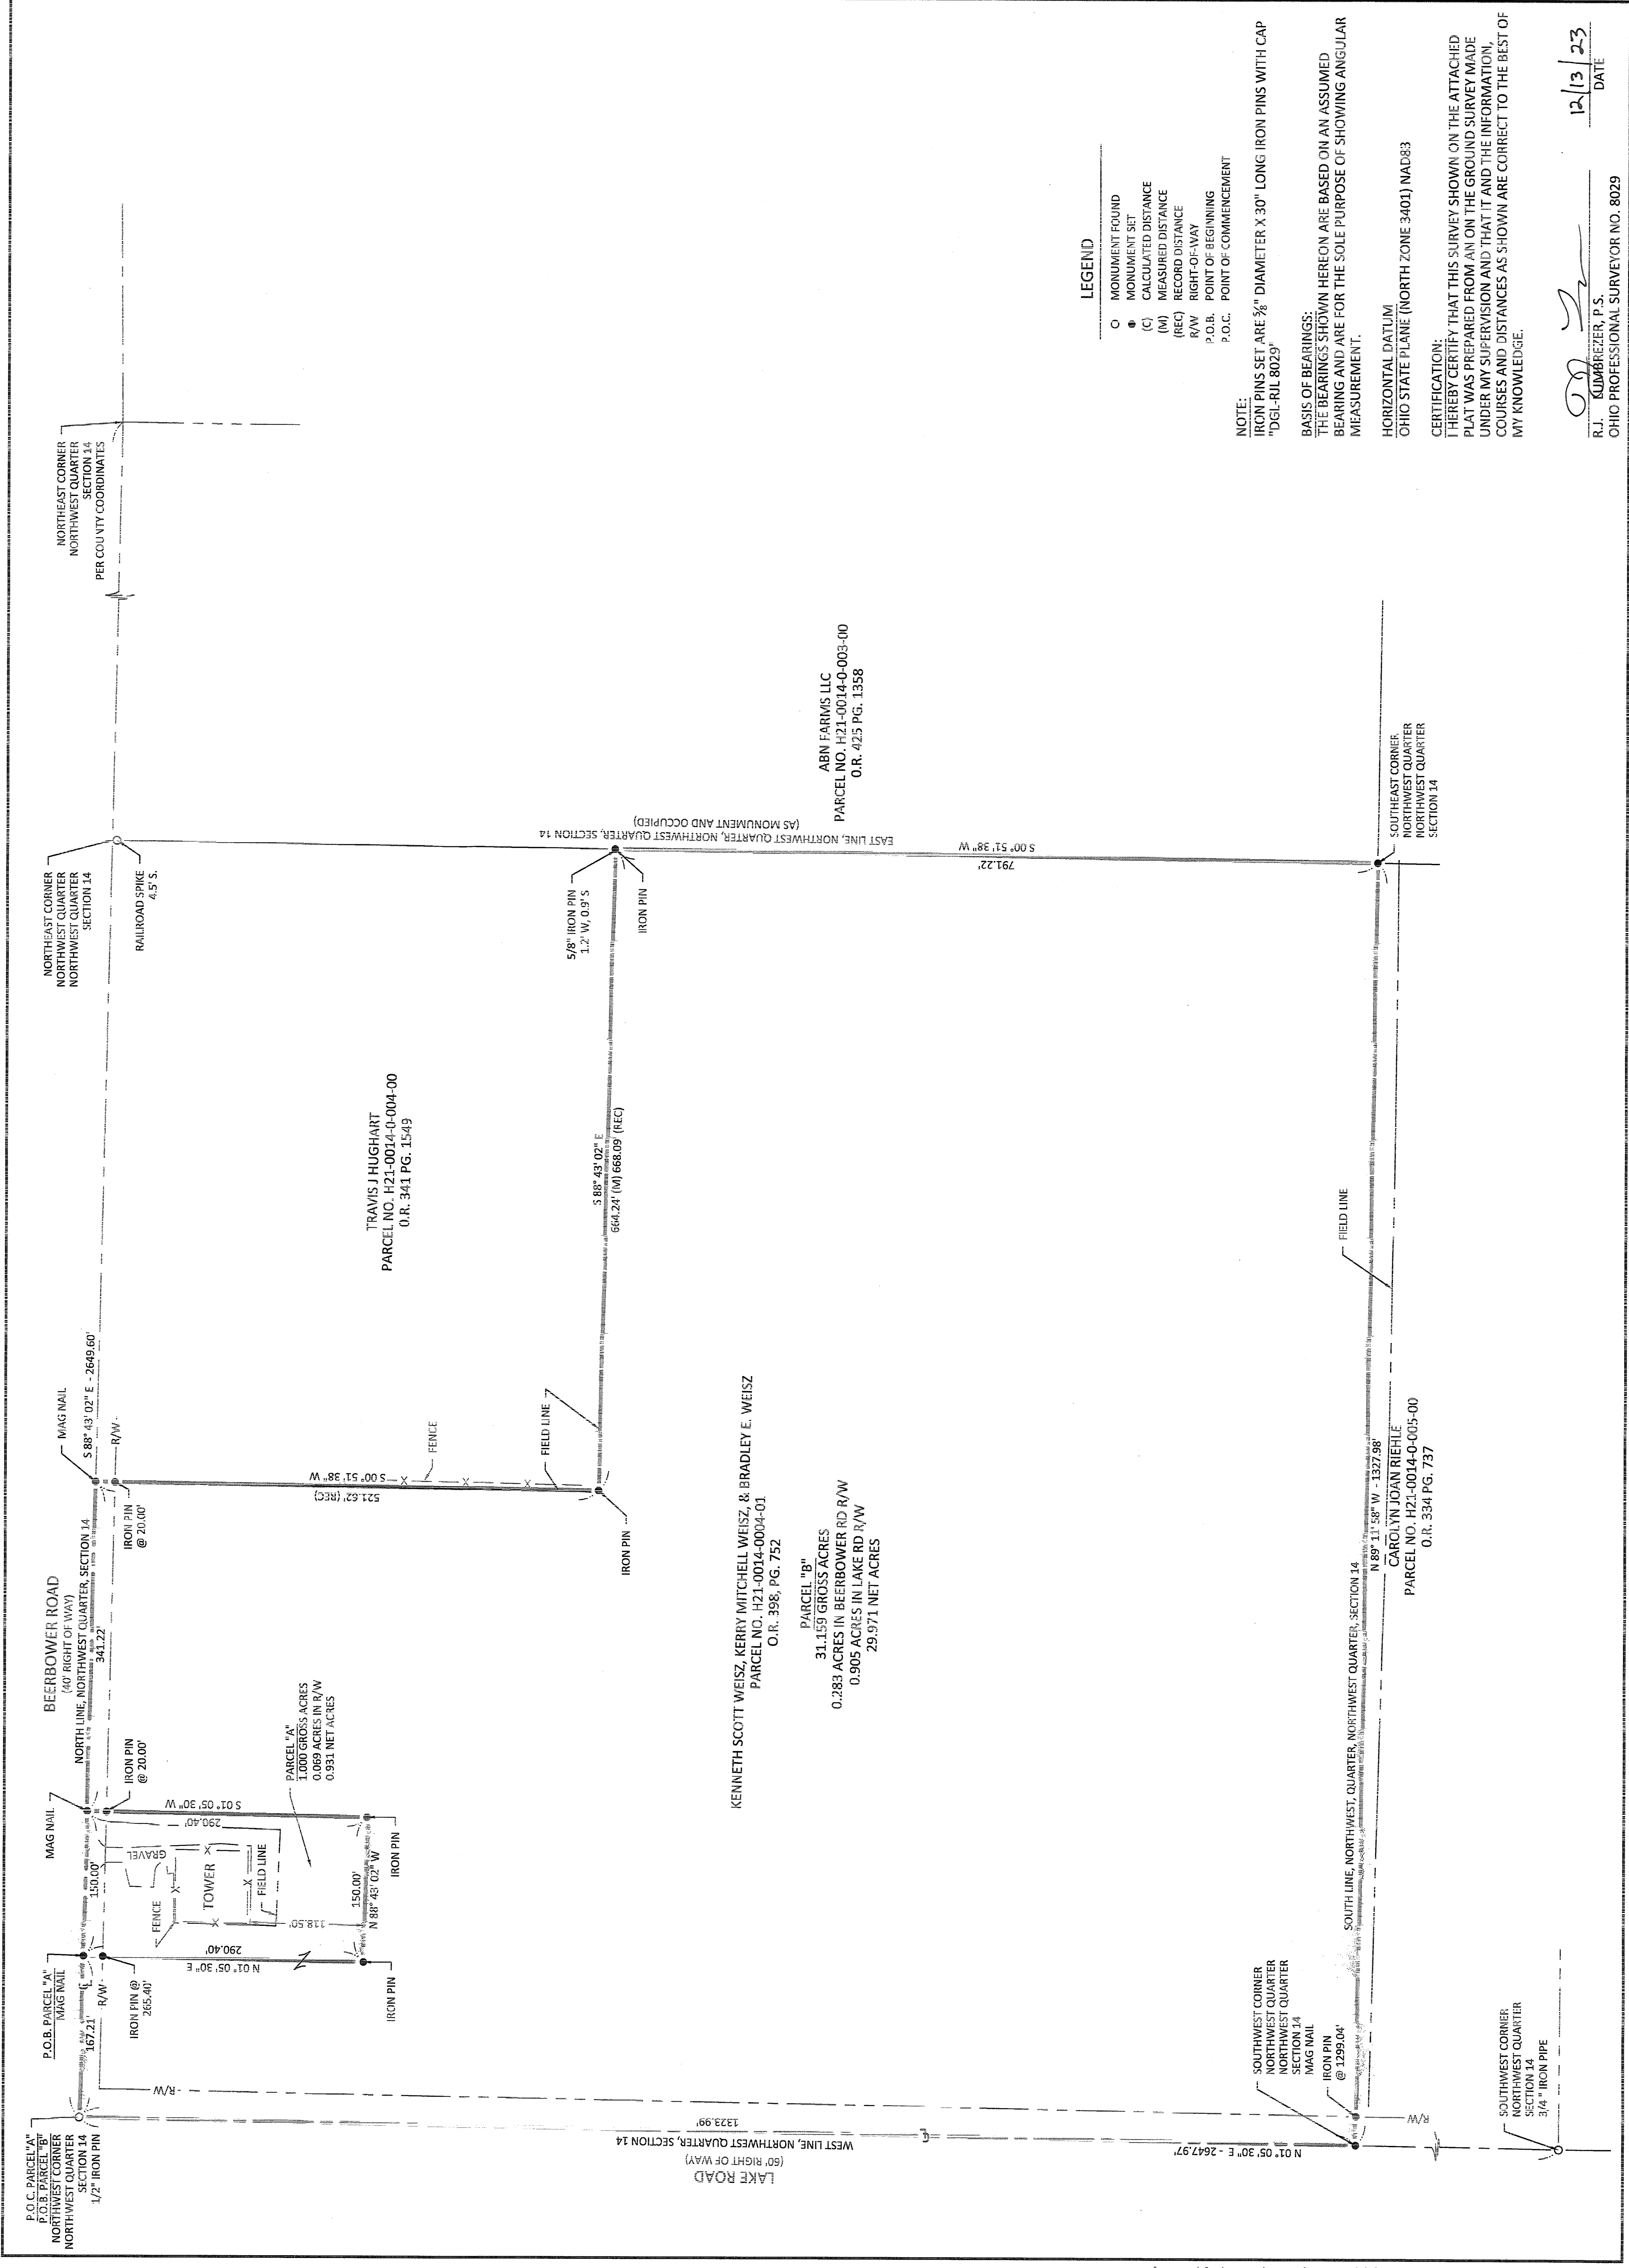 P.O.C. PARCEL "A"
P.O.B. PARCEL "B"
NORTHWEST CORNER
NORTHWEST QUARTER
SECTION 14
1/2" IRON PIN
P.O.B. PARCEL "A"
MAG NAIL
167.21'
R/W
IRON PIN @
265.40'
MAG NAIL
150.00'
IRON PIN
@ 20.00'
BEERBOWER ROAD
(40' RIGHT OF WAY)
NORTH LINE, NORTHWEST QUARTER, SECTION 14
341.22'
MAG NAIL
S 88° 43' 02" E - 2649.60'
R/W
IRON PIN
@ 20.00'
NORTHEAST CORNER
NORTHWEST QUARTER
NORTHWEST QUARTER
SECTION 14
RAILROAD SPIKE
4.5' S.
NORTHEAST CORNER
NORTHWEST QUARTER
SECTION 14
PER COUNTY COORDINATES
N 01° 05' 30" E
290.40'
FENCE
GRAVEL
TOWER
FIELD LINE
118.50'
290.40'
S 01° 05' 30" W
150.00'
N 88° 43' 02" W
IRON PIN
IRON PIN
PARCEL "A"
1.000 GROSS ACRES
0.069 ACRES IN R/W
0.931 NET ACRES
521.62' (REC)
S 00° 51' 38" W
FENCE
FIELD LINE
IRON PIN
TRAVIS J HUGHART
PARCEL NO. H21-0014-0-004-00
O.R. 341 PG. 1549
S 88° 43' 02" E
664.24' (M) 668.09' (REC)
5/8" IRON PIN
1.2' W, 0.9' S
IRON PIN
EAST LINE, NORTHWEST QUARTER, NORTHWEST QUARTER, SECTION 14
(AS MONUMENT AND OCCUPIED)
S 00° 51' 38" W
791.22'
ABN FARMS LLC
PARCEL NO. H21-0014-0-003-00
O.R. 425 PG. 1358
KENNETH SCOTT WEISZ, KERRY MITCHELL WEISZ, & BRADLEY E. WEISZ
PARCEL NO. H21-0014-0004-01
O.R. 398, PG. 752
PARCEL "B"
31.159 GROSS ACRES
0.283 ACRES IN BEERBOWER RD R/W
0.905 ACRES IN LAKE RD R/W
29.971 NET ACRES
R/W
1323.99'
WEST LINE, NORTHWEST QUARTER, SECTION 14
(60' RIGHT OF WAY)
LAKE ROAD
N 01° 05' 30" E - 2647.97'
SOUTHWEST CORNER
NORTHWEST QUARTER
NORTHWEST QUARTER
SECTION 14
MAG NAIL
IRON PIN
@ 1299.04'
R/W
SOUTH LINE, NORTHWEST, QUARTER, NORTHWEST QUARTER, SECTION 14
N 89° 11' 58" W - 1327.98'
CAROLYN JOAN RIEHLE
PARCEL NO. H21-0014-0-005-00
O.R. 334 PG. 737
FIELD LINE
SOUTHEAST CORNER
NORTHWEST QUARTER
NORTHWEST QUARTER
SECTION 14
SOUTHWEST CORNER
NORTHWEST QUARTER
SECTION 14
3/4" IRON PIPE
LEGEND
MONUMENT FOUND
MONUMENT SET
(C) CALCULATED DISTANCE
(M) MEASURED DISTANCE
(REC) RECORD DISTANCE
R/W RIGHT-OF-WAY
P.O.B. POINT OF BEGINNING
P.O.C. POINT OF COMMENCEMENT
NOTE:
IRON PINS SET ARE ⅝" DIAMETER X 30" LONG IRON PINS WITH CAP
"DGL-RJL 8029"
BASIS OF BEARINGS:
THE BEARINGS SHOWN HEREON ARE BASED ON AN ASSUMED
BEARING AND ARE FOR THE SOLE PURPOSE OF SHOWING ANGULAR
MEASUREMENT.
HORIZONTAL DATUM
OHIO STATE PLANE (NORTH ZONE 3401) NAD83
CERTIFICATION:
I HEREBY CERTIFY THAT THIS SURVEY SHOWN ON THE ATTACHED
PLAT WAS PREPARED FROM AN ON THE GROUND SURVEY MADE
UNDER MY SUPERVISION AND THAT IT AND THE INFORMATION,
COURSES AND DISTANCES AS SHOWN ARE CORRECT TO THE BEST OF
MY KNOWLEDGE.
12/13/23
R.J. LUMBREZER, P.S.
DATE
OHIO PROFESSIONAL SURVEYOR NO. 8029